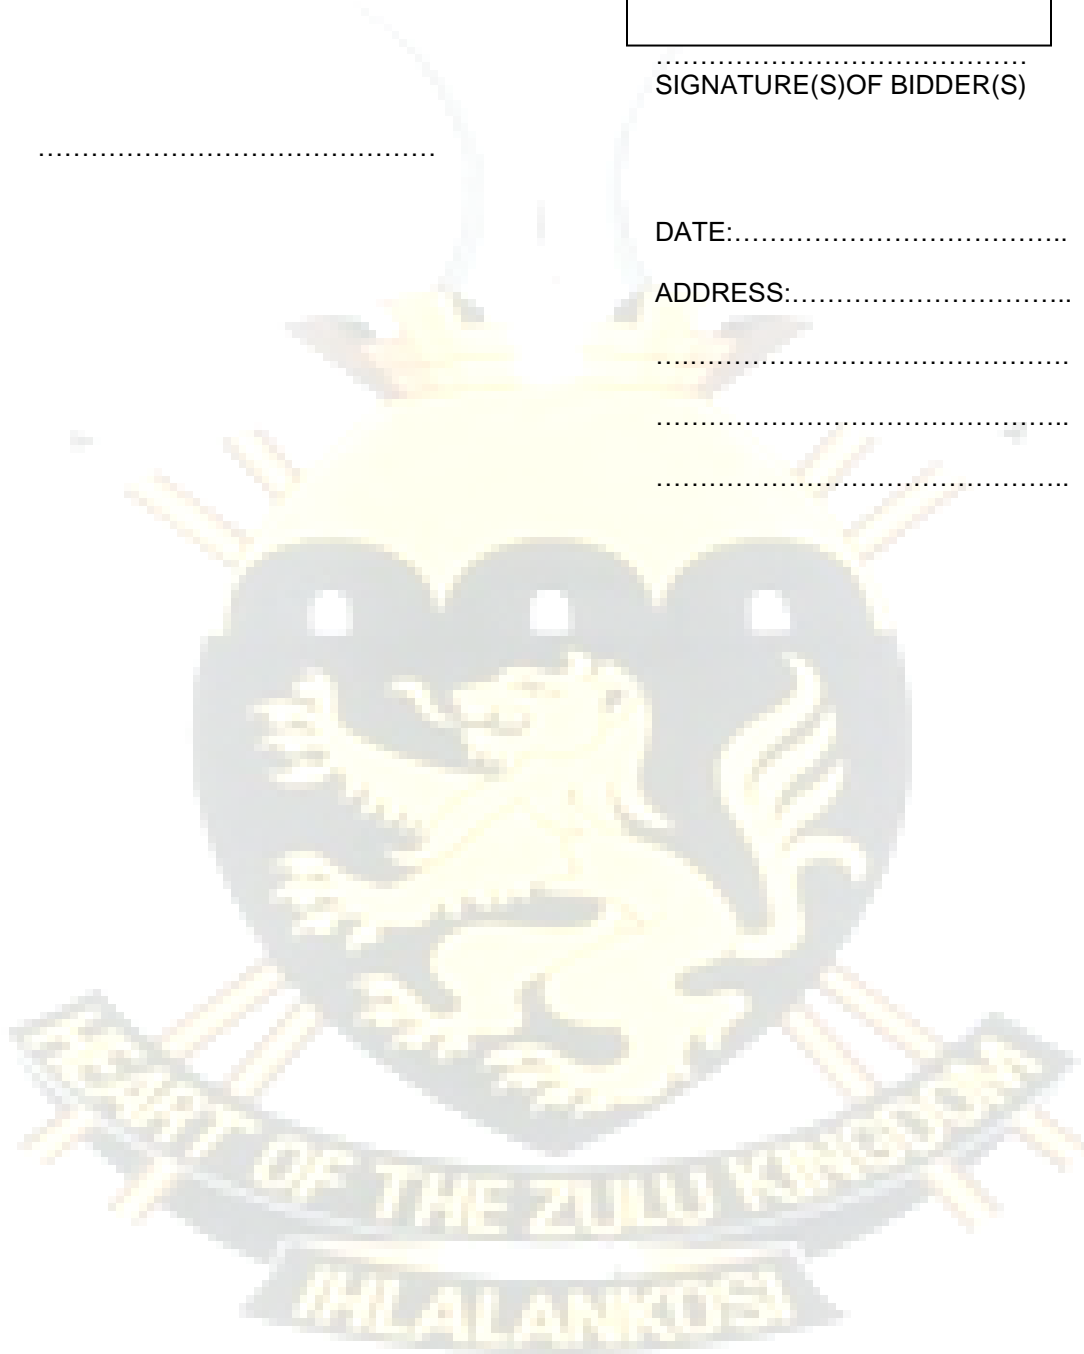 ……………………………………
SIGNATURE(S)OF BIDDER(S)
………………………………………
DATE:………………………………..
ADDRESS:…………………………..
….……………………………………
………………………………………..
………………………………………..
HEART OF THE ZULU KINGDOM
IHLALANKOSI